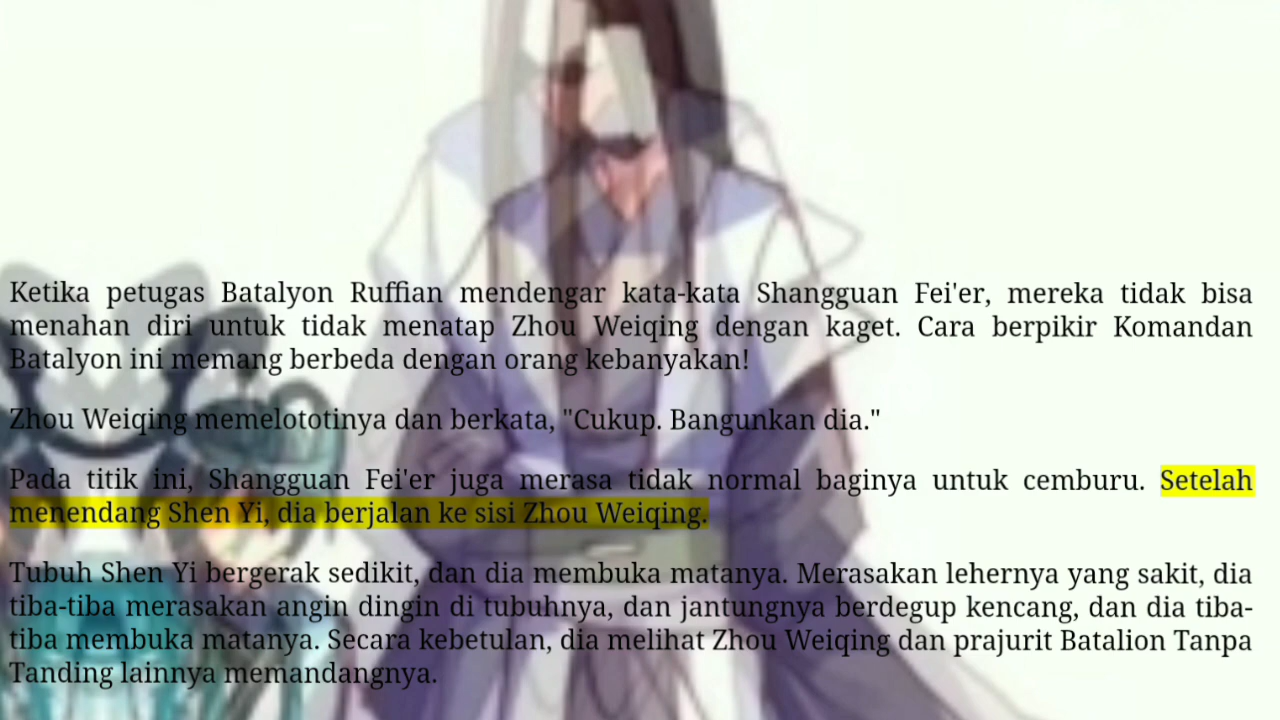 Ketika petugas Batalyon Ruffian mendengar kata-kata Shangguan Fei'er, mereka tidak bisa
menahan diri untuk tidak menatap Zhou Weiqing dengan kaget. Cara berpikir Komandan
Batalyon ini memang berbeda dengan orang kebanyakan!
Zhou Weiqing memelototinya dan berkata, "Cukup. Bangunkan dia."
Pada titik ini, Shangguan Fei'er juga merasa tidak normal baginya untuk cemburu. Setelah
menendang Shen Yi, dia berjalan ke sisi Zhou Weiqing.
Tubuh Shen Yi bergerak sedikit, dan dia membuka matanya. Merasakan lehernya yang sakit, dia
tiba-tiba merasakan angin dingin di tubuhnya, dan jantungnya berdegup kencang, dan dia tiba-
tiba membuka matanya. Secara kebetulan, dia melihat Zhou Weiqing dan prajurit Batalion Tanpa
Tanding lainnya memandangnya.